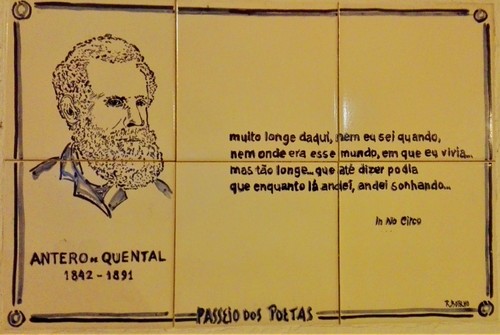 muito longe daqui, nem eu sei quando,
nem onde era esse mundo, em que eu vivia...
mas tão longe... que até dizer podia
que enquanto lá andei, andei sonhando...
in No Circo
ANTERO DE QUENTAL
1842 - 1891
PASSEIO DOS POETAS